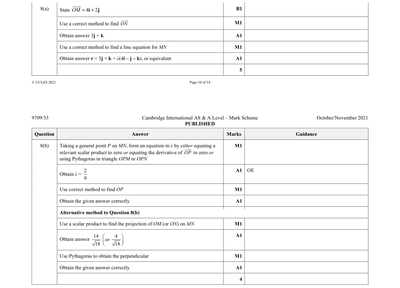 8(a) State OM = 4i + 2j B1
Use a correct method to find ON M1
Obtain answer 3j + k A1
Use a correct method to find a line equation for MN M1
Obtain answer r = 3j + k + λ(4i – j – k), or equivalent A1
5
© UCLES 2021 Page 16 of 14
9709/33 Cambridge International AS & A Level – Mark Scheme October/November 2021
PUBLISHED
Question Answer Marks Guidance
8(b) Taking a general point P on MN, form an equation in λ by either equating a M1
relevant scalar product to zero or equating the derivative of OP to zero or
using Pythagoras in triangle OPM or OPN
Obtain λ = 2/9 A1 OE
Use correct method to find OP M1
Obtain the given answer correctly A1
Alternative method to Question 8(b)
Use a scalar product to find the projection of OM (or ON) on MN M1
Obtain answer 14/√18 (or 4/√18) A1
Use Pythagoras to obtain the perpendicular M1
Obtain the given answer correctly A1
4